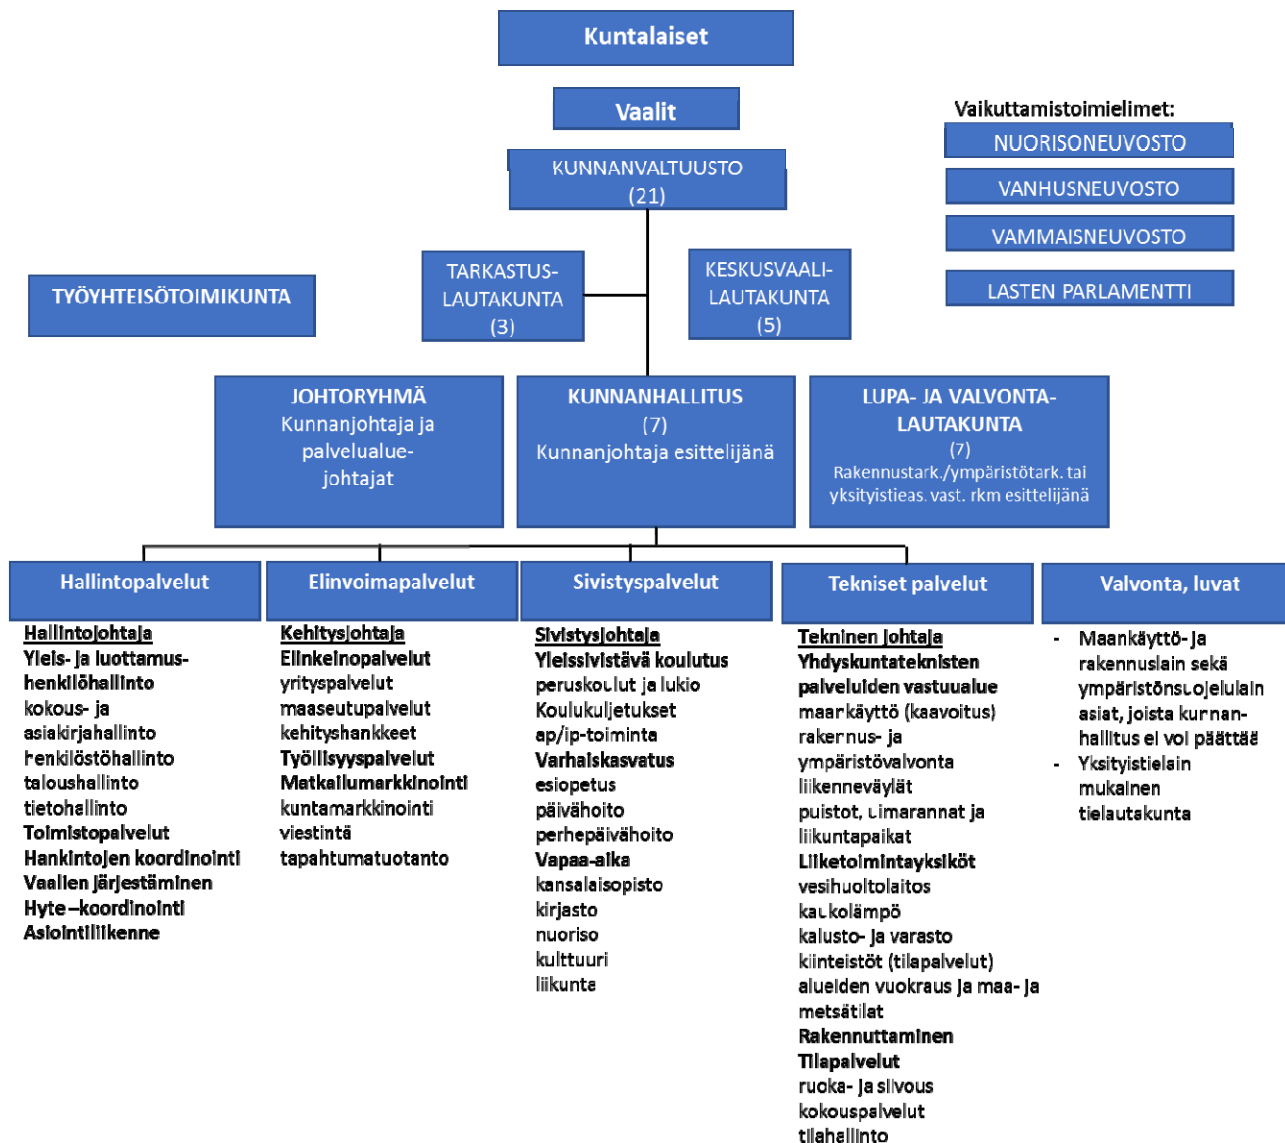 Kuntalaiset
Vaalit
KUNNANVALTUUSTO
(21)
Vaikuttamistoimielimet:
NUORISONEUVOSTO
VANHUSNEUVOSTO
VAMMAISNEUVOSTO
LASTEN PARLAMENTTI
TYÖYHTEISÖTOIMIKUNTA
TARKASTUS-
LAUTAKUNTA
(3)
KESKUSVAALI-
LAUTAKUNTA
(5)
JOHTORYHMÄ
Kunnanjohtaja ja
palvelualue-
johtajat
KUNNANHALLITUS
(7)
Kunnanjohtaja esittelijänä
LUPA- JA VALVONTA-
LAUTAKUNTA
(7)
Rakennustark./ympäristötark. tai
yksityistieas. vast. rkm esittelijänä
Hallintopalvelut
Hallintojohtaja
Yleis- ja luottamus-
henkilöhallinto
kokous- ja
asiakirjahallinto
henkilöstöhallinto
taloushallinto
tietohallinto
Toimistopalvelut
Hankintojen koordinointi
Vaalien järjestäminen
Hyte –koordinointi
Asiointiliikenne
Elinvoimapalvelut
Kehitysjohtaja
Elinkeinopalvelut
yrityspalvelut
maaseutupalvelut
kehityshankkeet
Työllisyyspalvelut
Matkailumarkkinointi
kuntamarkkinointi
viestintä
tapahtumatuotanto
Sivistyspalvelut
Sivistysjohtaja
Yleissivistävä koulutus
peruskoulut ja lukio
Koulukuljetukset
ap/ip-toiminta
Varhaiskasvatus
esiopetus
päivähoito
perhepäivähoito
Vapaa-aika
kansalaisopisto
kirjasto
nuoriso
kulttuuri
liikunta
Tekniset palvelut
Tekninen johtaja
Yhdyskuntateknisten
palveluiden vastuualue
maankäyttö (kaavoitus)
rakennus- ja
ympäristövalvonta
liikenneväylät
puistot, uimarannat ja
liikuntapaikat
Liiketoimintayksiköt
vesihuoltolaitos
kaukolämpö
kalusto- ja varasto
kiinteistöt (tilapalvelut)
alueiden vuokraus ja maa- ja
metsätilat
Rakennuttaminen
Tilapalvelut
ruoka- ja siivous
kokouspalvelut
tilahallinto
Valvonta, luvat
- Maankäyttö- ja
rakennuslain sekä
ympäristönsuojelulain
asiat, joista kunnan-
hallitus ei voi päättää
- Yksityistielain
mukainen
tielautakunta